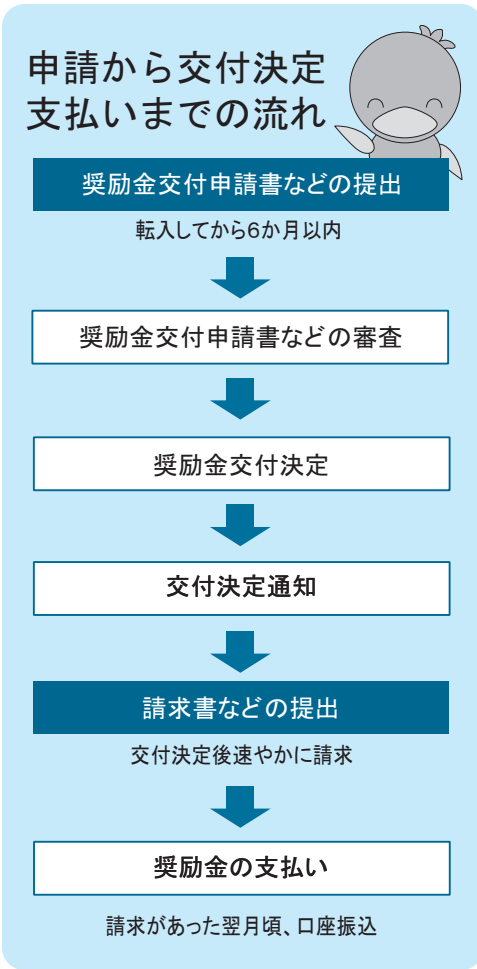 申請から交付決定
支払いまでの流れ
奨励金交付申請書などの提出
転入してから6か月以内
奨励金交付申請書などの審査
奨励金交付決定
交付決定通知
請求書などの提出
交付決定後速やかに請求
奨励金の支払い
請求があった翌月頃、口座振込